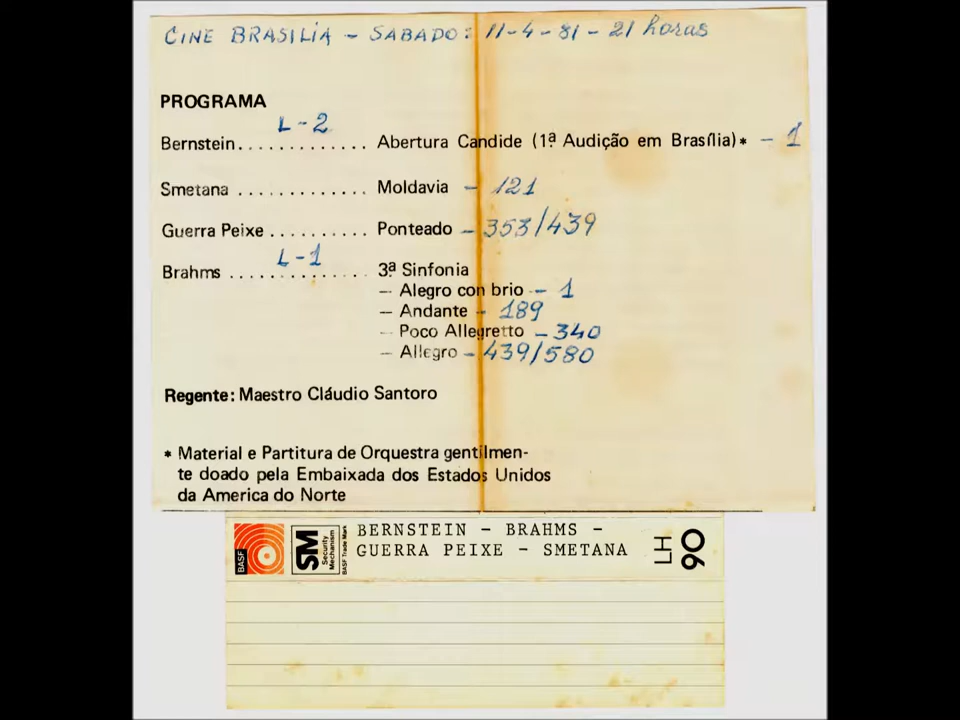 CINE BRASILIA - SABADO: 11-4-81-21 horas
PROGRAMA
L-2
Bernstein............. Abertura Candide (1ª Audição em Brasília)* - 1
Smetana ............. Moldavia - 121
Guerra Peixe .......... Ponteado - 353/439
L-1
Brahms .............. 3ª Sinfonia
- Alegro con brio - 1
- Andante - 189
- Poco Allegretto - 340
- Allegro - 439/580
Regente: Maestro Cláudio Santoro
* Material e Partitura de Orquestra gentilmen-
te doado pela Embaixada dos Estados Unidos
da America do Norte
BASF
SM
Security
Mechanism
BASF Trade Mark
BERNSTEIN - BRAHMS -
GUERRA PEIXE - SMETANA
LH
90